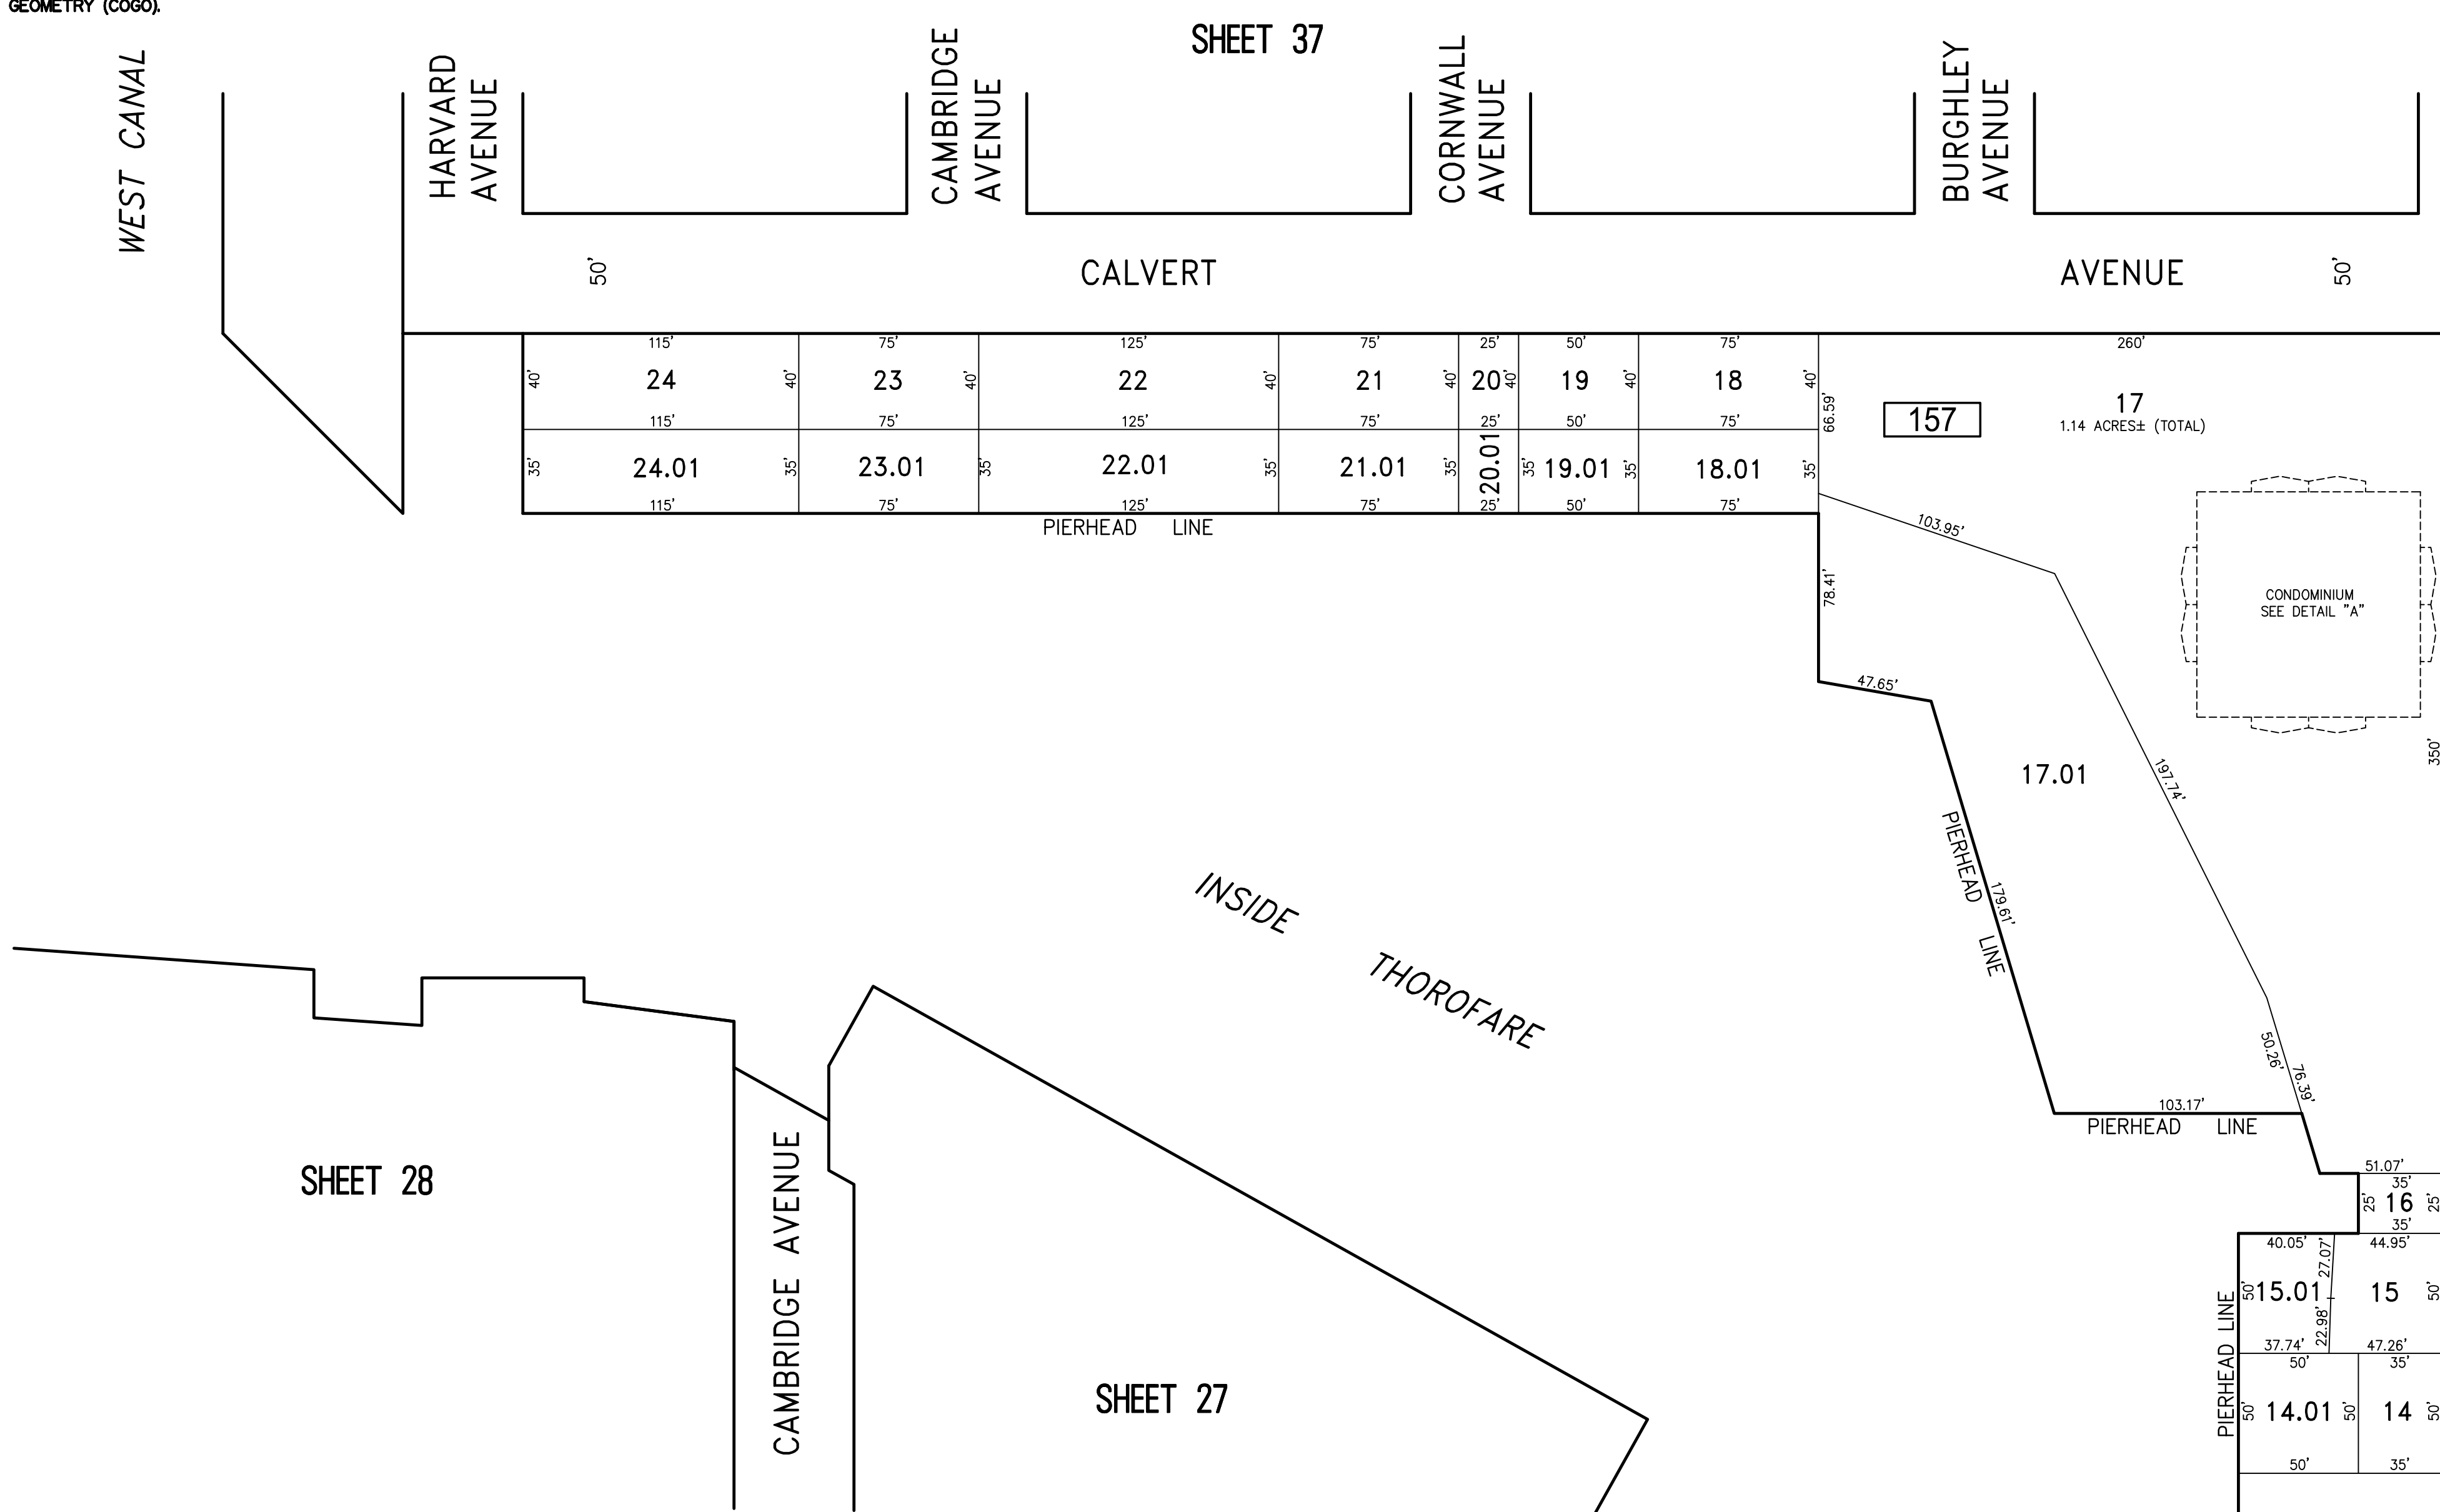 GEOMETRY (COGO).
SHEET 37
WEST CANAL
HARVARD
AVENUE
CAMBRIDGE
AVENUE
CORNWALL
AVENUE
BURGHLEY
AVENUE
50'
CALVERT
AVENUE
50'
115' 75' 125' 75' 25' 50' 75' 260'
40' 24 40' 23 40' 22 40' 21 40' 20 40' 19 40' 18 40'
66.59'
157
17
1.14 ACRES± (TOTAL)
115' 75' 125' 75' 25' 50' 75'
35' 24.01 35' 23.01 35' 22.01 35' 21.01 35' 20.01 35' 19.01 35' 18.01 35'
115' 75' 125' 75' 25' 50' 75'
PIERHEAD LINE
103.95'
78.41'
CONDOMINIUM
SEE DETAIL "A"
47.65'
350'
17.01
197.74'
PIERHEAD LINE
179.61'
INSIDE
THOROFARE
50.26'
76.39'
103.17'
PIERHEAD LINE
SHEET 28
CAMBRIDGE AVENUE
SHEET 27
51.07'
35'
25' 16 25'
35'
40.05' 27.07' 44.95'
50' 15.01 15 50'
22.98'
37.74' 47.26'
PIERHEAD LINE
50' 35'
50' 14.01 50' 14 50'
50' 35'